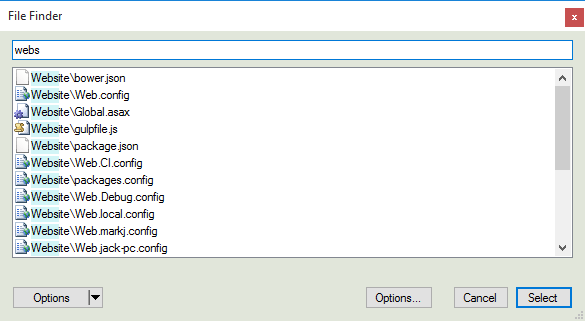 File Finder
x
webs
Website\bower.json
Website\Web.config
Website\Global.asax
Website\gulpfile.js
Website\package.json
Website\Web.CI.config
Website\packages.config
Website\Web.Debug.config
Website\Web.local.config
Website\Web.markj.config
Website\Web.jack-pc.config
Options Options... Cancel Select